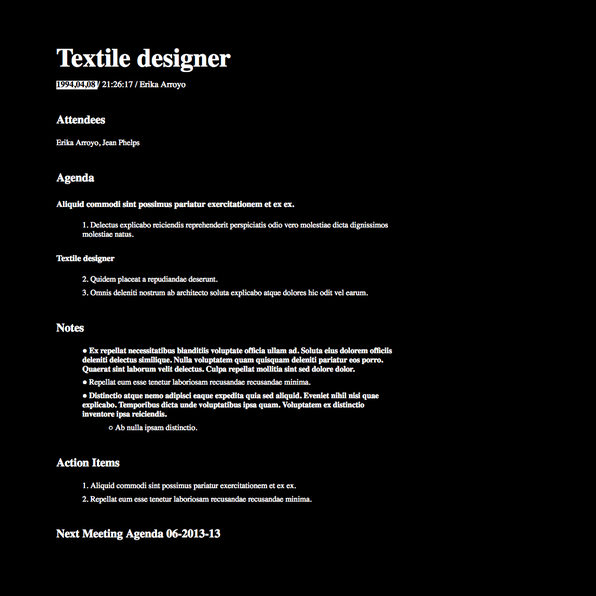 Textile designer
1994.04.08 / 21:26:17 / Erika Arroyo
Attendees
Erika Arroyo, Jean Phelps
Agenda
Aliquid commodi sint possimus pariatur exercitationem et ex ex.
1. Delectus explicabo reiciendis reprehenderit perspiciatis odio vero molestiae dicta dignissimos
molestiae natus.
Textile designer
2. Quidem placeat a repudiandae deserunt.
3. Omnis deleniti nostrum ab architecto soluta explicabo atque dolores hic odit vel earum.
Notes
● Ex repellat necessitatibus blanditiis voluptate officia ullam ad. Soluta eius dolorem officiis
deleniti delectus similique. Nulla voluptatem quam quisquam deleniti pariatur eos porro.
Quaerat sint laborum velit delectus. Culpa repellat mollitia sint sed dolore dolor.
● Repellat eum esse tenetur laboriosam recusandae recusandae minima.
● Distinctio atque nemo adipisci eaque expedita quia sed aliquid. Eveniet nihil nisi quae
explicabo. Temporibus dicta unde voluptatibus ipsa quam. Voluptatem ex distinctio
inventore ipsa reiciendis.
○ Ab nulla ipsam distinctio.
Action Items
1. Aliquid commodi sint possimus pariatur exercitationem et ex ex.
2. Repellat eum esse tenetur laboriosam recusandae recusandae minima.
Next Meeting Agenda 06-2013-13